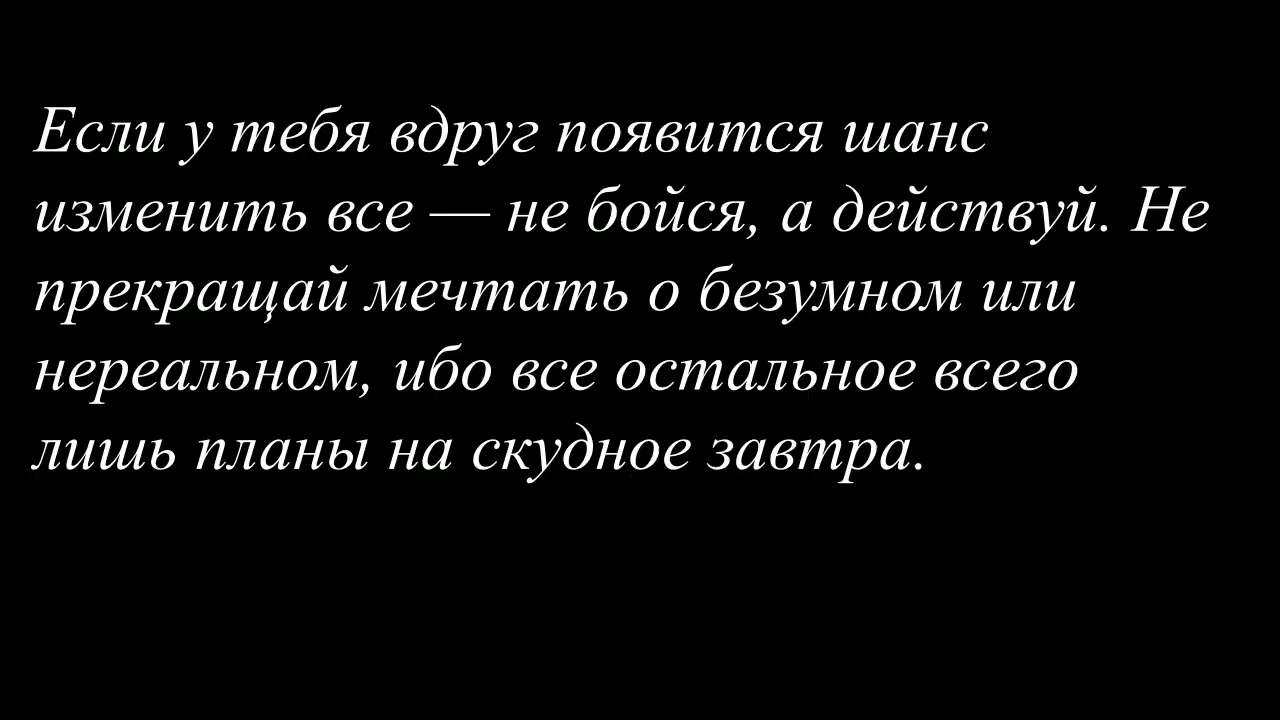 Если у тебя вдруг появится шанс
изменить все — не бойся, а действуй. Не
прекращай мечтать о безумном или
нереальном, ибо все остальное всего
лишь планы на скудное завтра.